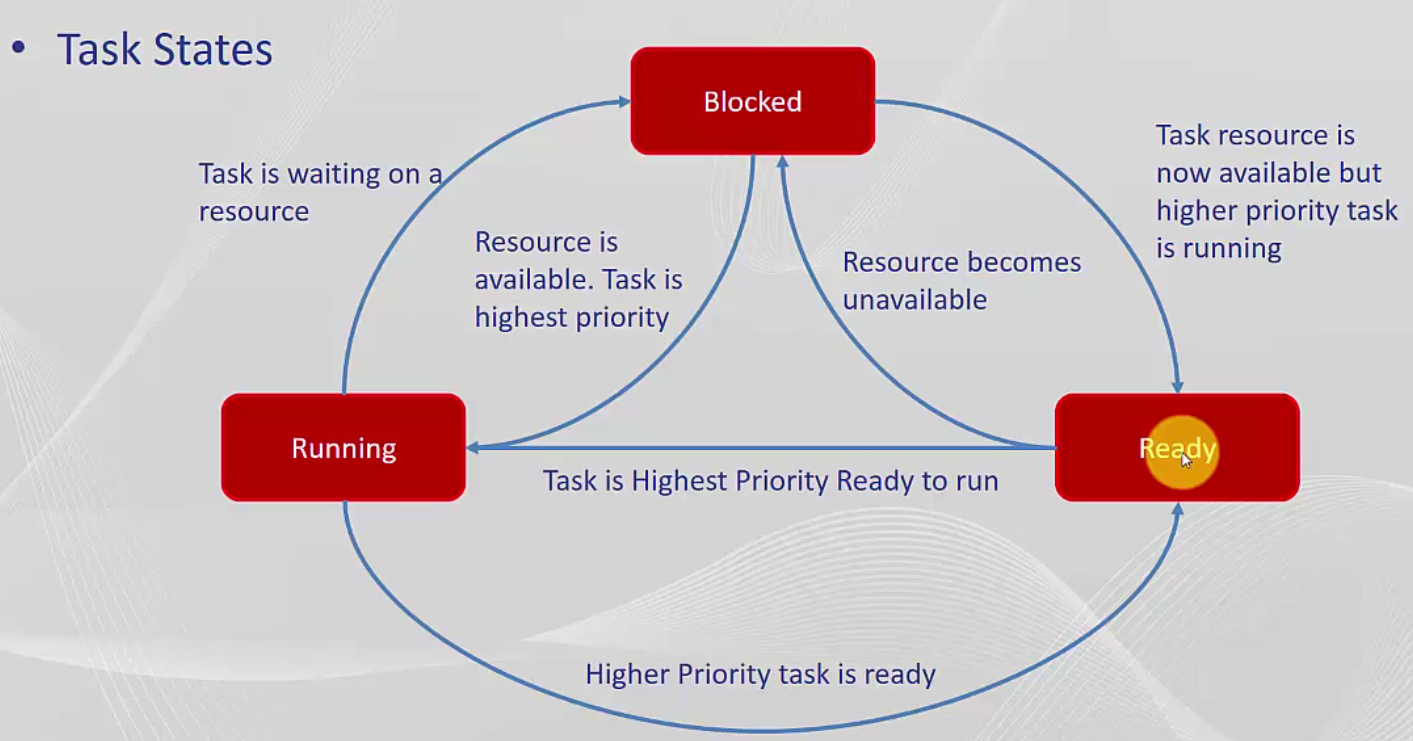 • Task States
Blocked
Task is waiting on a
resource
Resource is
available. Task is
highest priority
Resource becomes
unavailable
Task resource is
now available but
higher priority task
is running
Running
Ready
Task is Highest Priority Ready to run
Higher Priority task is ready